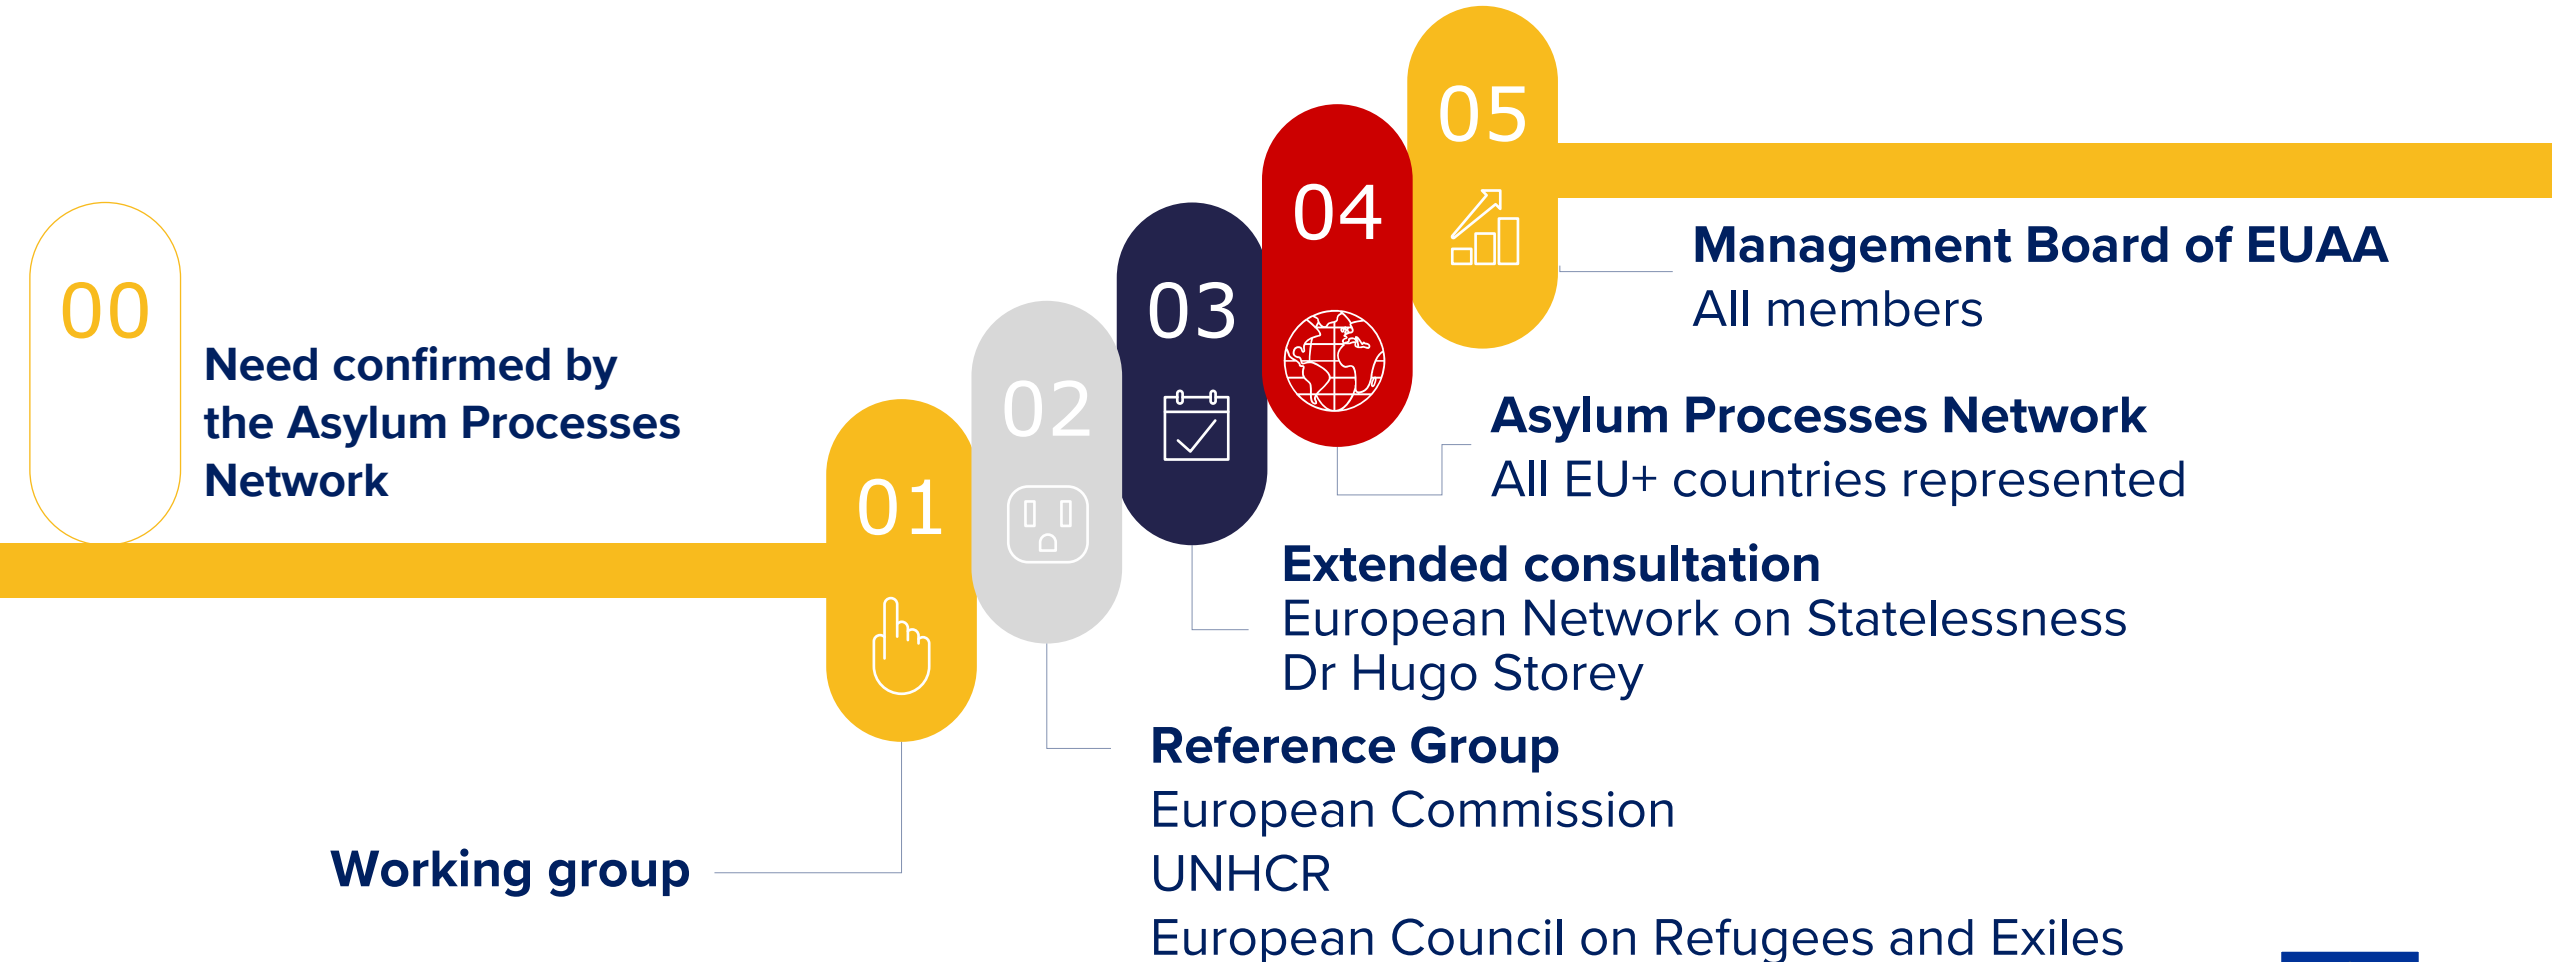 00
Need confirmed by
the Asylum Processes
Network
01
Working group
02
Reference Group
European Commission
UNHCR
European Council on Refugees and Exiles
03
Extended consultation
European Network on Statelessness
Dr Hugo Storey
04
Asylum Processes Network
All EU+ countries represented
05
Management Board of EUAA
All members